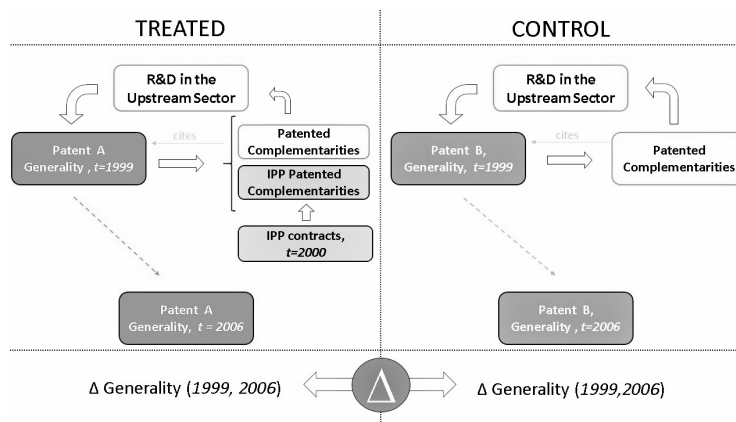 TREATED
CONTROL
R&D in the
Upstream Sector
cites
Patent A
Generality , t=1999
Patented
Complementarities
IPP Patented
Complementarities
IPP contracts,
t=2000
Patent A
Generality, t = 2006
R&D in the
Upstream Sector
cites
Patent B,
Generality, t=1999
Patented
Complementarities
Patent B,
Generality , t=2006
Δ Generality (1999, 2006)
Δ
Δ Generality (1999,2006)